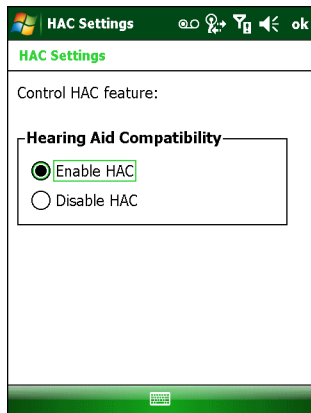 HAC Settings ok
HAC Settings
Control HAC feature:
Hearing Aid Compatibility
Enable HAC
Disable HAC